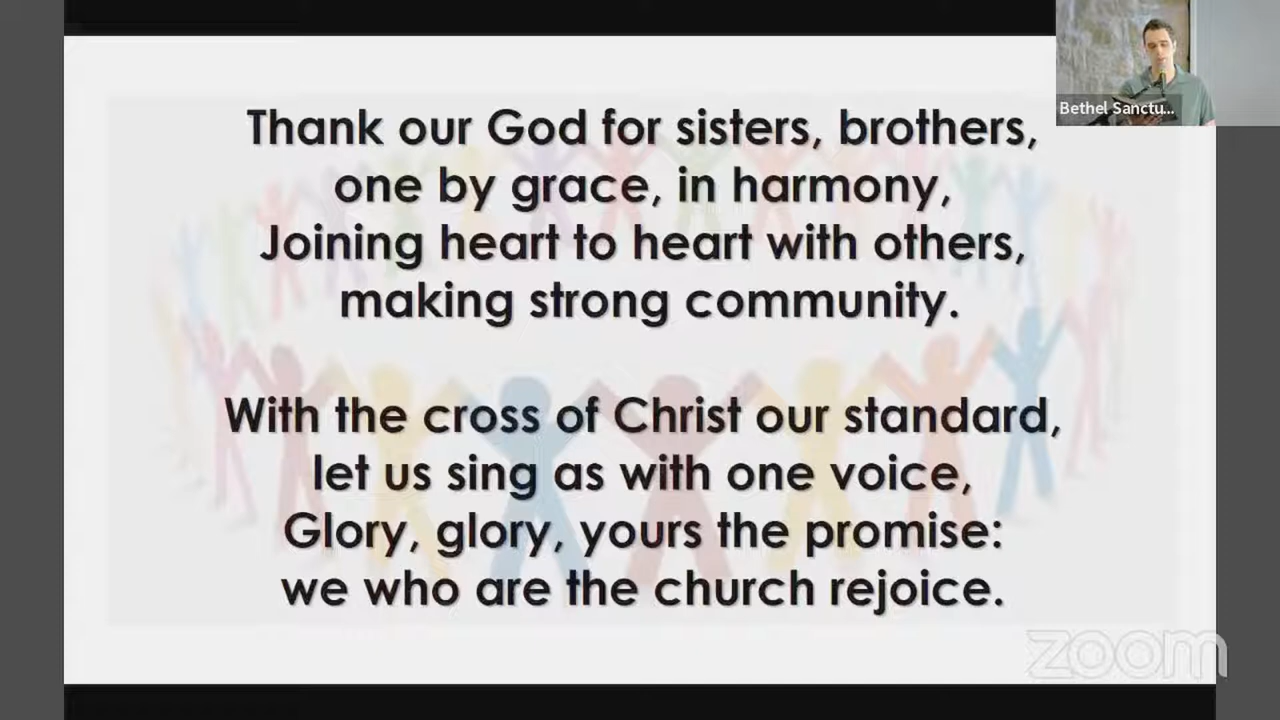 Bethel Sanctu...
Thank our God for sisters, brothers,
one by grace, in harmony,
Joining heart to heart with others,
making strong community.
With the cross of Christ our standard,
let us sing as with one voice,
Glory, glory, yours the promise:
we who are the church rejoice.
zoom